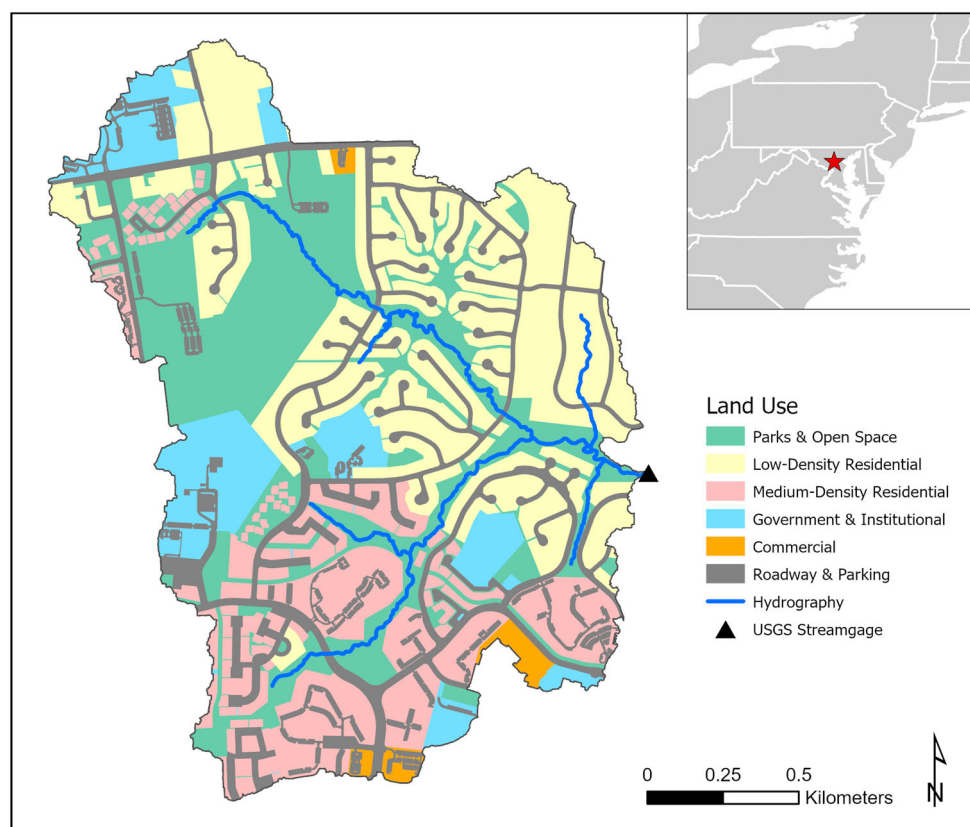 Land Use
Parks & Open Space
Low-Density Residential
Medium-Density Residential
Government & Institutional
Commercial
Roadway & Parking
Hydrography
USGS Streamgage
0 0.25 0.5
Kilometers
N